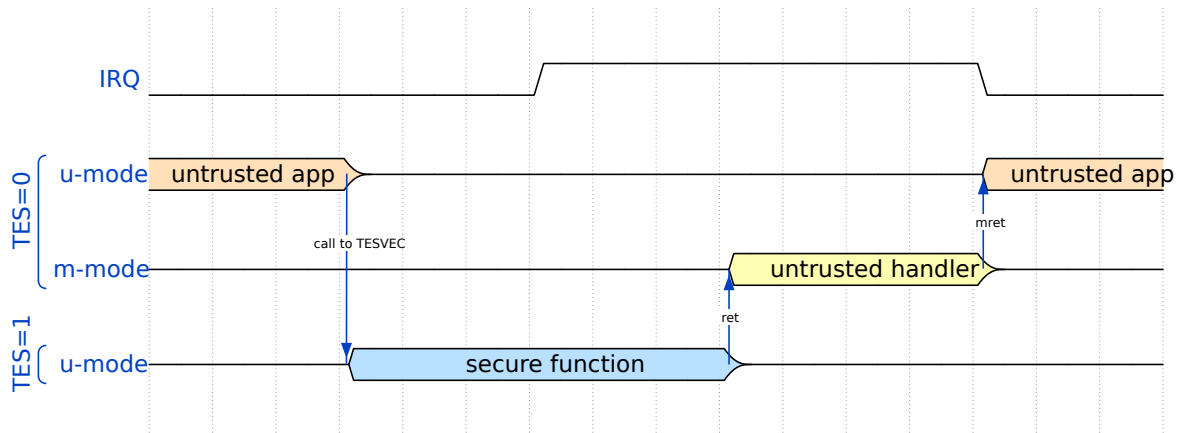 IRQ
TES=0
u-mode
untrusted app
untrusted app
mret
call to TESVEC
m-mode
untrusted handler
ret
TES=1
u-mode
secure function